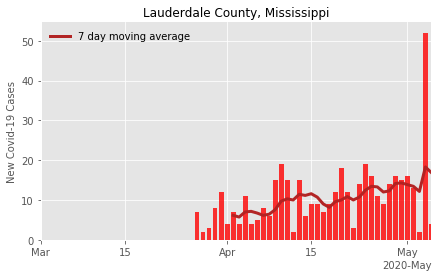 Lauderdale County, Mississippi
7 day moving average
New Covid-19 Cases
50
40
30
20
10
0
Mar
15
Apr
15
May
2020-May